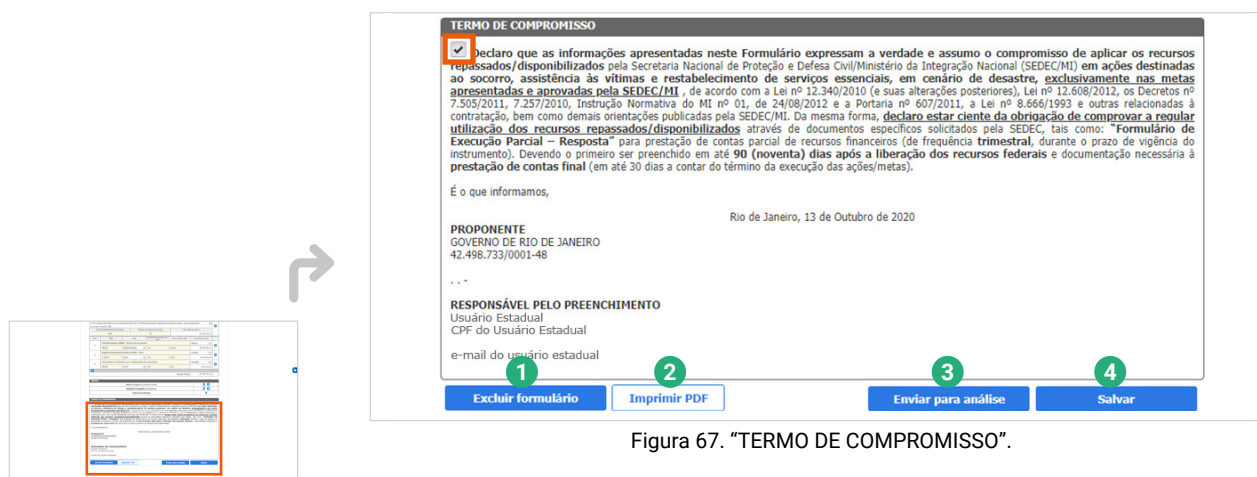 TERMO DE COMPROMISSO
Declaro que as informações apresentadas neste Formulário expressam a verdade e assumo o compromisso de aplicar os recursos
repassados/disponibilizados pela Secretaria Nacional de Proteção e Defesa Civil/Ministério da Integração Nacional (SEDEC/MI) em ações destinadas
ao socorro, assistência às vítimas e restabelecimento de serviços essenciais, em cenário de desastre, exclusivamente nas metas
apresentadas e aprovadas pela SEDEC/MI , de acordo com a Lei nº 12.340/2010 (e suas alterações posteriores), Lei nº 12.608/2012, os Decretos nº
7.505/2011, 7.257/2010, Instrução Normativa do MI nº 01, de 24/08/2012 e a Portaria nº 607/2011, a Lei nº 8.666/1993 e outras relacionadas à
contratação, bem como demais orientações publicadas pela SEDEC/MI. Da mesma forma, declaro estar ciente da obrigação de comprovar a regular
utilização dos recursos repassados/disponibilizados através de documentos específicos solicitados pela SEDEC, tais como: "Formulário de
Execução Parcial – Resposta" para prestação de contas parcial de recursos financeiros (de frequência trimestral, durante o prazo de vigência do
instrumento). Devendo o primeiro ser preenchido em até 90 (noventa) dias após a liberação dos recursos federais e documentação necessária à
prestação de contas final (em até 30 dias a contar do término da execução das ações/metas).
É o que informamos,
Rio de Janeiro, 13 de Outubro de 2020
PROPONENTE
GOVERNO DE RIO DE JANEIRO
42.498.733/0001-48
. . -
RESPONSÁVEL PELO PREENCHIMENTO
Usuário Estadual
CPF do Usuário Estadual
e-mail do usuário estadual
1 2 3 4
Excluir formulário Imprimir PDF Enviar para análise Salvar
Figura 67. “TERMO DE COMPROMISSO”.